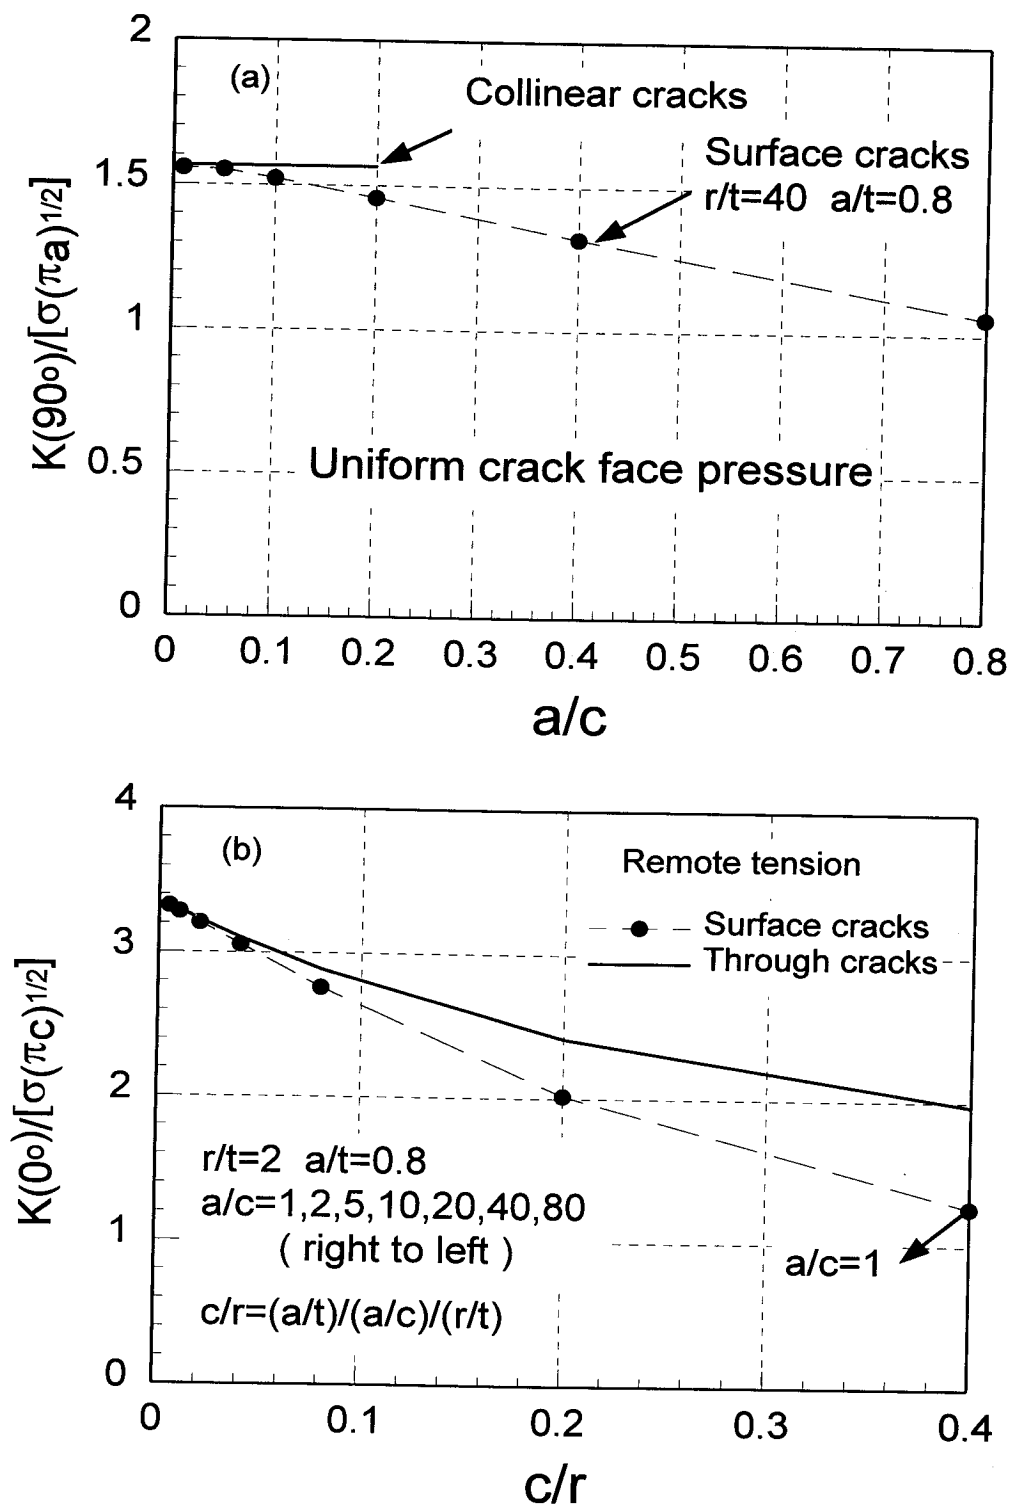 2
(a)
Collinear cracks
Surface cracks
r/t=40 a/t=0.8
1.5
1
Uniform crack face pressure
0.5
0
K(90º)/[σ(πa)1/2]
0 0.1 0.2 0.3 0.4 0.5 0.6 0.7 0.8
a/c
4
(b)
Remote tension
Surface cracks
Through cracks
3
2
r/t=2 a/t=0.8
a/c=1,2,5,10,20,40,80
( right to left )
1
a/c=1
c/r=(a/t)/(a/c)/(r/t)
0
K(0º)/[σ(πc)1/2]
0 0.1 0.2 0.3 0.4
c/r